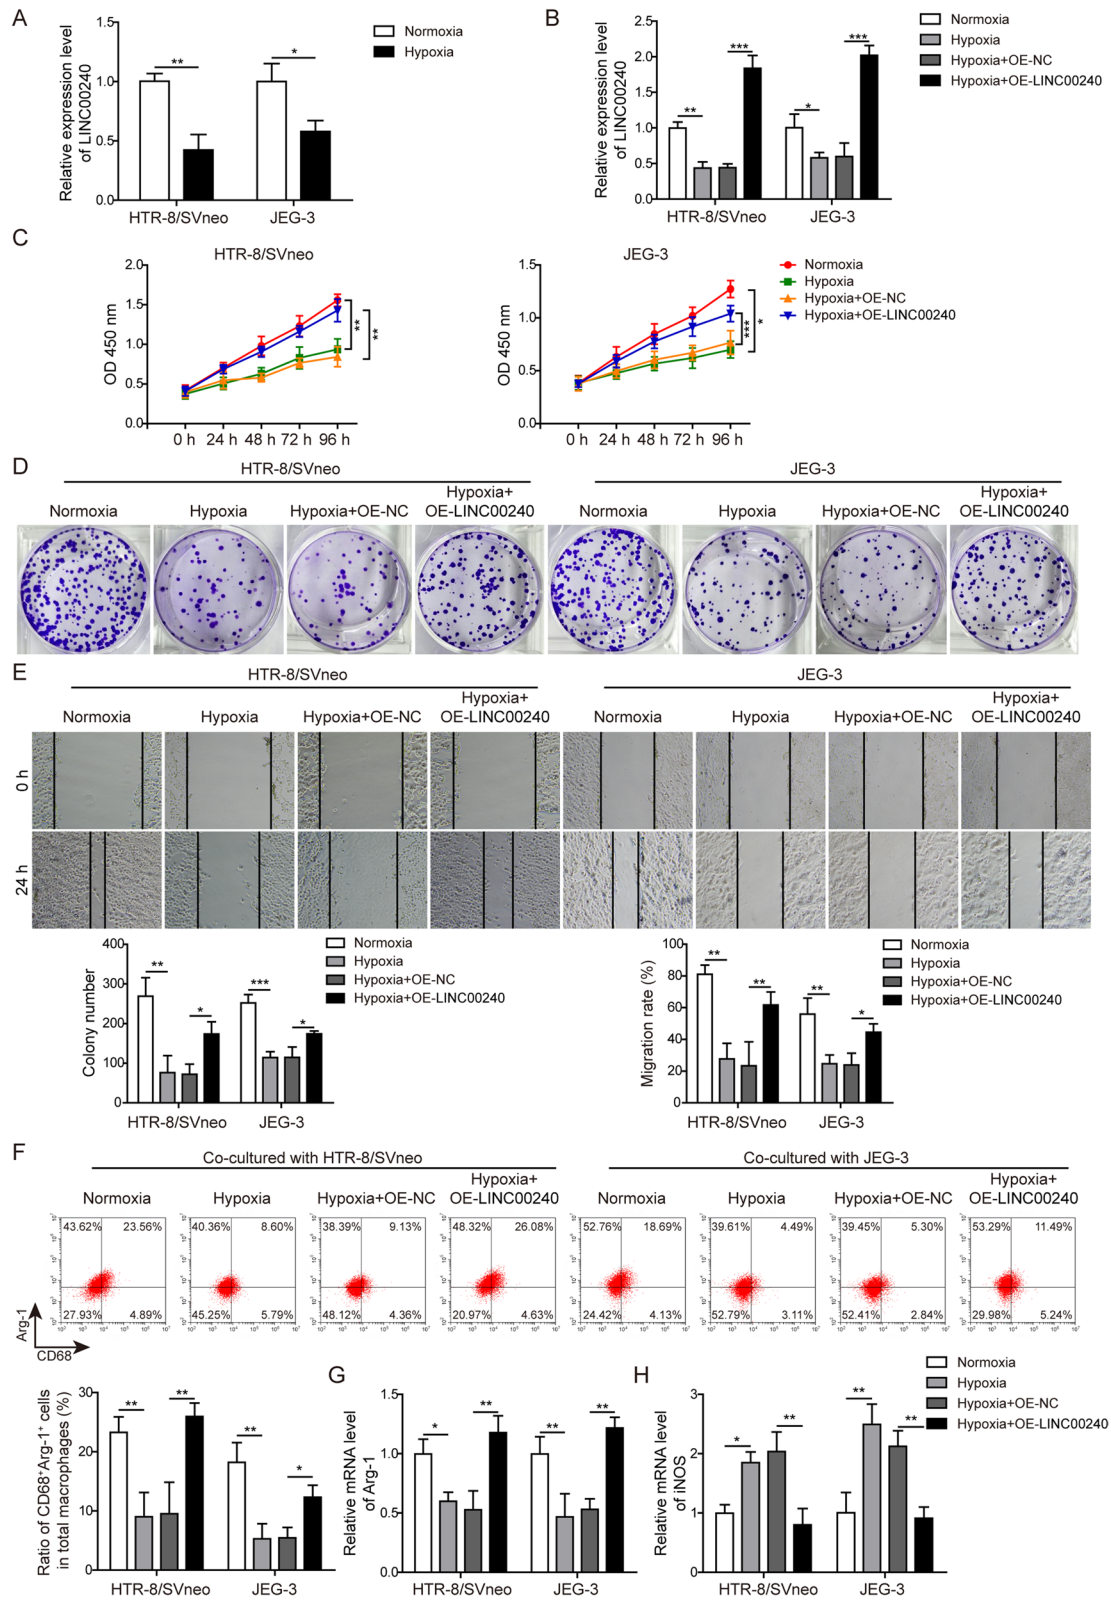 A
Relative expression level
of LINC00240
1.5
1.0
0.5
0.0
**
*
HTR-8/SVneo
JEG-3
Normoxia
Hypoxia
B
Relative expression level
of LINC00240
2.5
2.0
1.5
1.0
0.5
0.0
**
***
*
***
HTR-8/SVneo
JEG-3
Normoxia
Hypoxia
Hypoxia+OE-NC
Hypoxia+OE-LINC00240
C
HTR-8/SVneo
OD 450 nm
2.0
1.5
1.0
0.5
0.0
0 h 24 h 48 h 72 h 96 h
**
**
JEG-3
OD 450 nm
1.5
1.0
0.5
0.0
0 h 24 h 48 h 72 h 96 h
***
*
Normoxia
Hypoxia
Hypoxia+OE-NC
Hypoxia+OE-LINC00240
D
HTR-8/SVneo
JEG-3
Normoxia Hypoxia Hypoxia+OE-NC Hypoxia+
OE-LINC00240
Normoxia Hypoxia Hypoxia+OE-NC Hypoxia+
OE-LINC00240
E
HTR-8/SVneo
JEG-3
Normoxia Hypoxia Hypoxia+OE-NC Hypoxia+
OE-LINC00240
Normoxia Hypoxia Hypoxia+OE-NC Hypoxia+
OE-LINC00240
0 h
24 h
Colony number
400
300
200
100
0
**
*
***
*
HTR-8/SVneo
JEG-3
Normoxia
Hypoxia
Hypoxia+OE-NC
Hypoxia+OE-LINC00240
Migration rate (%)
100
80
60
40
20
0
**
**
**
*
HTR-8/SVneo
JEG-3
Normoxia
Hypoxia
Hypoxia+OE-NC
Hypoxia+OE-LINC00240
F
Co-cultured with HTR-8/SVneo
Co-cultured with JEG-3
Normoxia Hypoxia Hypoxia+OE-NC Hypoxia+
OE-LINC00240
Normoxia Hypoxia Hypoxia+OE-NC Hypoxia+
OE-LINC00240
43.62% 23.56%
27.93% 4.89%
40.36% 8.60%
45.25% 5.79%
38.39% 9.13%
48.12% 4.36%
48.32% 26.08%
20.97% 4.63%
52.76% 18.69%
24.42% 4.13%
39.61% 4.49%
52.79% 3.11%
39.45% 5.30%
52.41% 2.84%
53.29% 11.49%
29.98% 5.24%
Arg-1
CD68
Ratio of CD68⁺Arg-1⁺ cells
in total macrophages (%)
30
20
10
0
**
**
**
*
HTR-8/SVneo
JEG-3
G
Relative mRNA level
of Arg-1
1.5
1.0
0.5
0.0
*
**
**
**
HTR-8/SVneo
JEG-3
H
Relative mRNA level
of iNOS
3
2
1
0
*
**
**
**
HTR-8/SVneo
JEG-3
Normoxia
Hypoxia
Hypoxia+OE-NC
Hypoxia+OE-LINC00240